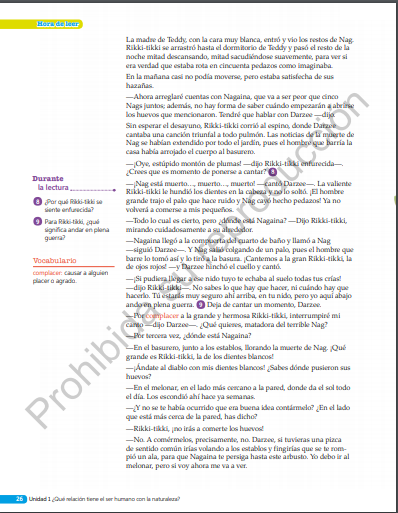 Hora de leer
La madre de Teddy, con la cara muy blanca, entró y vio los restos de Nag.
Rikki-tikki se arrastró hasta el dormitorio de Teddy y pasó el resto de la
noche mitad descansando, mitad sacudiéndose suavemente, para ver si
era verdad que estaba rota en cincuenta pedazos como imaginaba.
En la mañana casi no podía moverse, pero estaba satisfecha de sus
hazañas.
—Ahora arreglaré cuentas con Nagaina, que va a ser peor que cinco
Nags juntos; además, no hay forma de saber cuándo empezarán a abrirse
los huevos que mencionaron. Tendré que hablar con Darzee —dijo.
Sin esperar el desayuno, Rikki-tikki corrió al espino, donde Darzee
cantaba una canción triunfal a todo pulmón. Las noticias de la muerte de
Nag se habían extendido por todo el jardín, pues el hombre que barría la
casa había arrojado el cuerpo al basurero.
—¡Oye, estúpido montón de plumas! —dijo Rikki-tikki enfurecida—.
¿Crees que es momento de ponerse a cantar? 8
—¡Nag está muerto..., muerto..., muerto! —cantó Darzee—. La valiente
Rikki-tikki le hundió los dientes en la cabeza y no lo soltó. ¡El hombre
grande trajo el palo que hace ruido y Nag cayó hecho pedazos! Ya no
volverá a comerse a mis pequeños.
—Todo lo cual es cierto, pero ¿dónde está Nagaina? —Dijo Rikki-tikki,
mirando cuidadosamente a su alrededor.
—Nagaina llegó a la compuerta del cuarto de baño y llamó a Nag
—siguió Darzee—. Y Nag salió colgando de un palo, pues el hombre que
barre lo tomó así y lo tiró a la basura. ¡Cantemos a la gran Rikki-tikki, la
de ojos rojos! —y Darzee hinchó el cuello y cantó.
—¡Si pudiera llegar a ese nido tuyo te echaba al suelo todas tus crías!
—dijo Rikki-tikki—. No sabes lo que hay que hacer, ni cuándo hay que
hacerlo. Tú estarás muy seguro ahí arriba, en tu nido, pero yo aquí abajo
ando en plena guerra. 9 Deja de cantar un momento, Darzee.
—Por complacer a la grande y hermosa Rikki-tikki, interrumpiré mi
canto —dijo Darzee—. ¿Qué quieres, matadora del terrible Nag?
—Por tercera vez, ¿dónde está Nagaina?
—En el basurero, junto a los establos, llorando la muerte de Nag. ¡Qué
grande es Rikki-tikki, la de los dientes blancos!
—¡Ándate al diablo con mis dientes blancos! ¿Sabes dónde pusieron sus
huevos?
—En el melonar, en el lado más cercano a la pared, donde da el sol todo
el día. Los escondió ahí hace ya semanas.
—¿Y no se te había ocurrido que era buena idea contármelo? ¿En el lado
que está más cerca de la pared, has dicho?
—Rikki-tikki, ¡no irás a comerte los huevos!
—No. A comérmelos, precisamente, no. Darzee, si tuvieras una pizca
de sentido común irías volando a los establos y fingirías que se te rom-
pió un ala, para que Nagaina te persiga hasta este arbusto. Yo debo ir al
melonar, pero si voy ahora me va a ver.
Durante
la lectura
8 ¿Por qué Rikki-tikki se
siente enfurecida?
9 Para Rikki-tikki, ¿qué
significa andar en plena
guerra?
Vocabulario
complacer: causar a alguien
placer o agrado.
Prohibida su reproducción
26 Unidad 1 ¿Qué relación tiene el ser humano con la naturaleza?